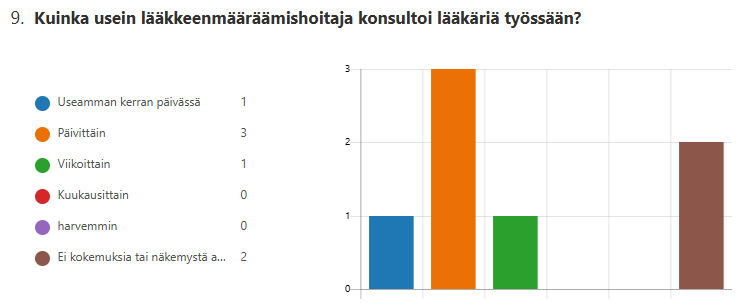 9. Kuinka usein lääkkeenmääräämishoitaja konsultoi lääkäriä työssään?
Useamman kerran päivässä 1
Päivittäin 3
Viikoittain 1
Kuukausittain 0
harvemmin 0
Ei kokemuksia tai näkemystä a... 2
3
2
1
0